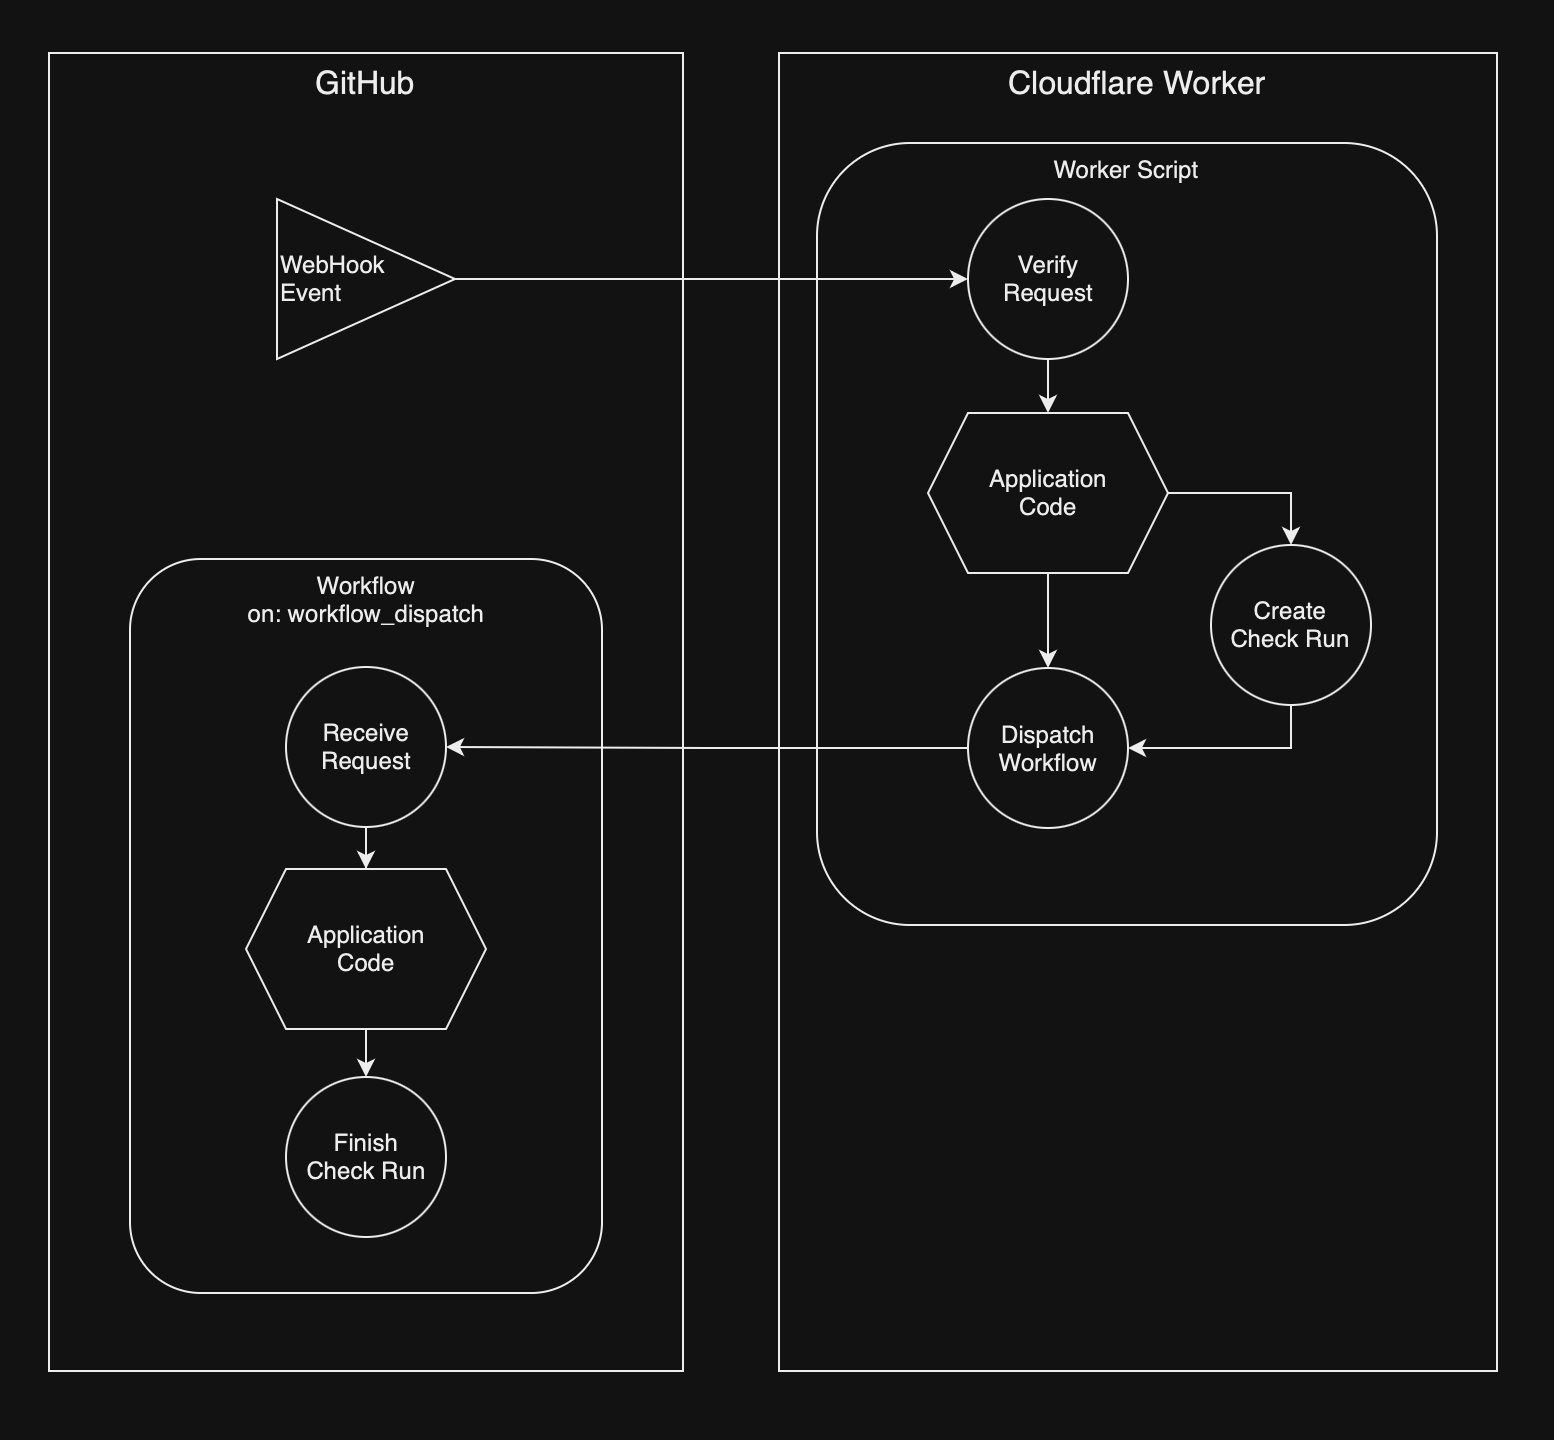 GitHub
Cloudflare Worker
Worker Script
WebHook
Event
Verify
Request
Application
Code
Create
Check Run
Dispatch
Workflow
Workflow
on: workflow_dispatch
Receive
Request
Application
Code
Finish
Check Run